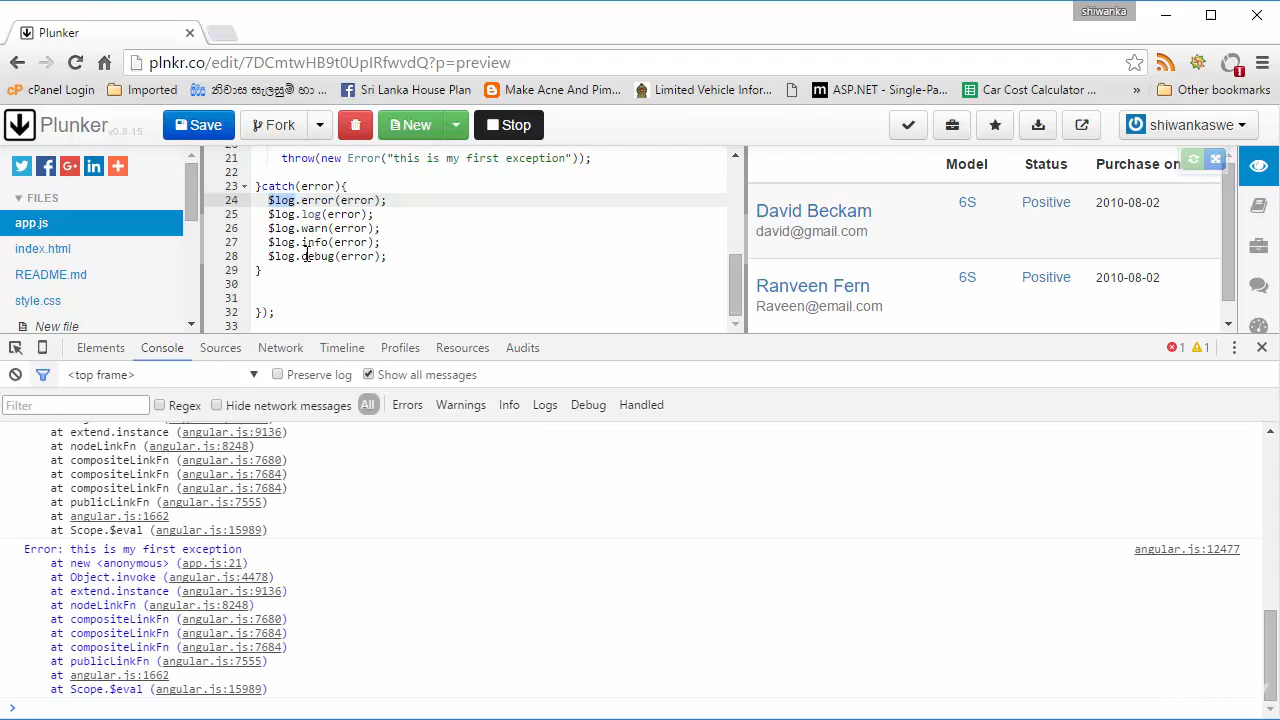 shiwanka
Plunker
plnkr.co/edit/7DCmtwHB9t0UpIRfwvdQ?p=preview
cPanel Login Imported නිවාස සැලසුම් හා ... Sri Lanka House Plan Make Acne And Pim... Limited Vehicle Infor... ASP.NET - Single-Pa... Car Cost Calculator ... » Other bookmarks
Plunker v0.8.15 Save Fork New Stop shiwankaswe
FILES
app.js
index.html
README.md
style.css
New file
21 throw(new Error("this is my first exception"));
22
23 }catch(error){
24 $log.error(error);
25 $log.log(error);
26 $log.warn(error);
27 $log.info(error);
28 $log.debug(error);
29 }
30
31
32 });
33
Model Status Purchase on
David Beckam 6S Positive 2010-08-02
david@gmail.com
Ranveen Fern 6S Positive 2010-08-02
Raveen@email.com
Elements Console Sources Network Timeline Profiles Resources Audits 1 1
<top frame> Preserve log Show all messages
Filter Regex Hide network messages All Errors Warnings Info Logs Debug Handled
at extend.instance (angular.js:9136)
at nodeLinkFn (angular.js:8248)
at compositeLinkFn (angular.js:7680)
at compositeLinkFn (angular.js:7684)
at compositeLinkFn (angular.js:7684)
at publicLinkFn (angular.js:7555)
at angular.js:1662
at Scope.$eval (angular.js:15989)
Error: this is my first exception angular.js:12477
at new <anonymous> (app.js:21)
at Object.invoke (angular.js:4478)
at extend.instance (angular.js:9136)
at nodeLinkFn (angular.js:8248)
at compositeLinkFn (angular.js:7680)
at compositeLinkFn (angular.js:7684)
at compositeLinkFn (angular.js:7684)
at publicLinkFn (angular.js:7555)
at angular.js:1662
at Scope.$eval (angular.js:15989)
>